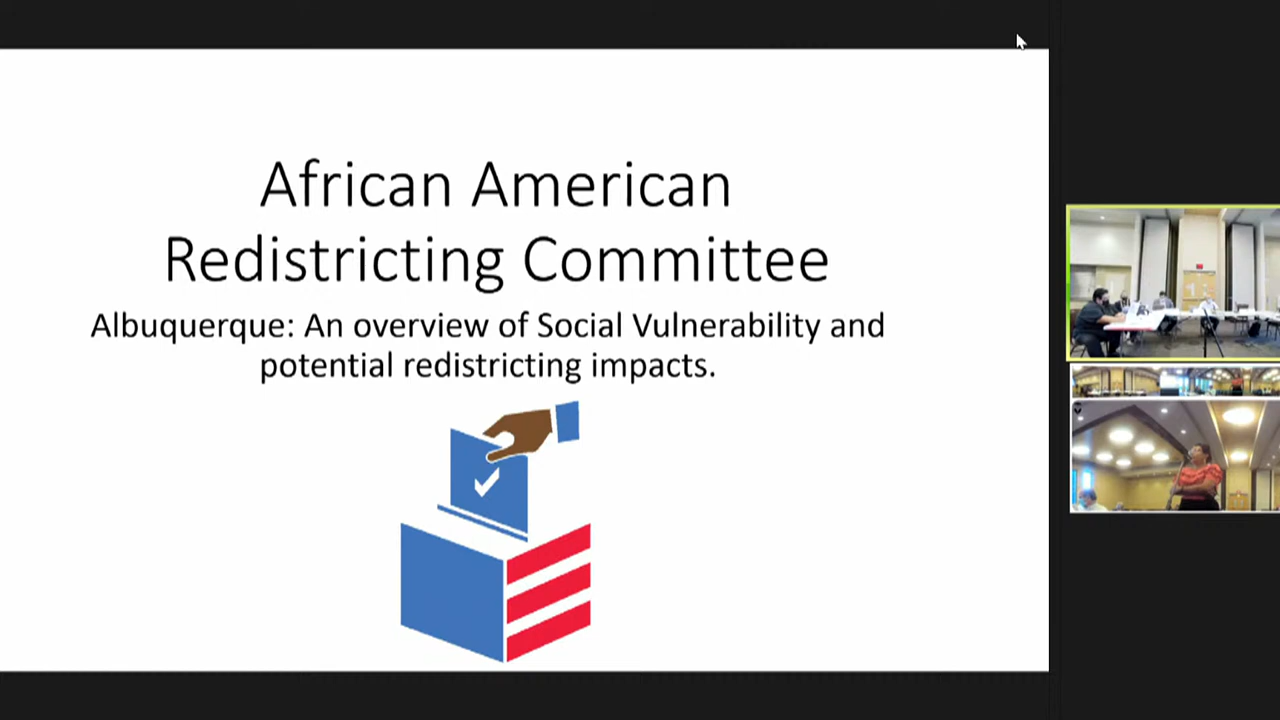 African American
Redistricting Committee
Albuquerque: An overview of Social Vulnerability and
potential redistricting impacts.